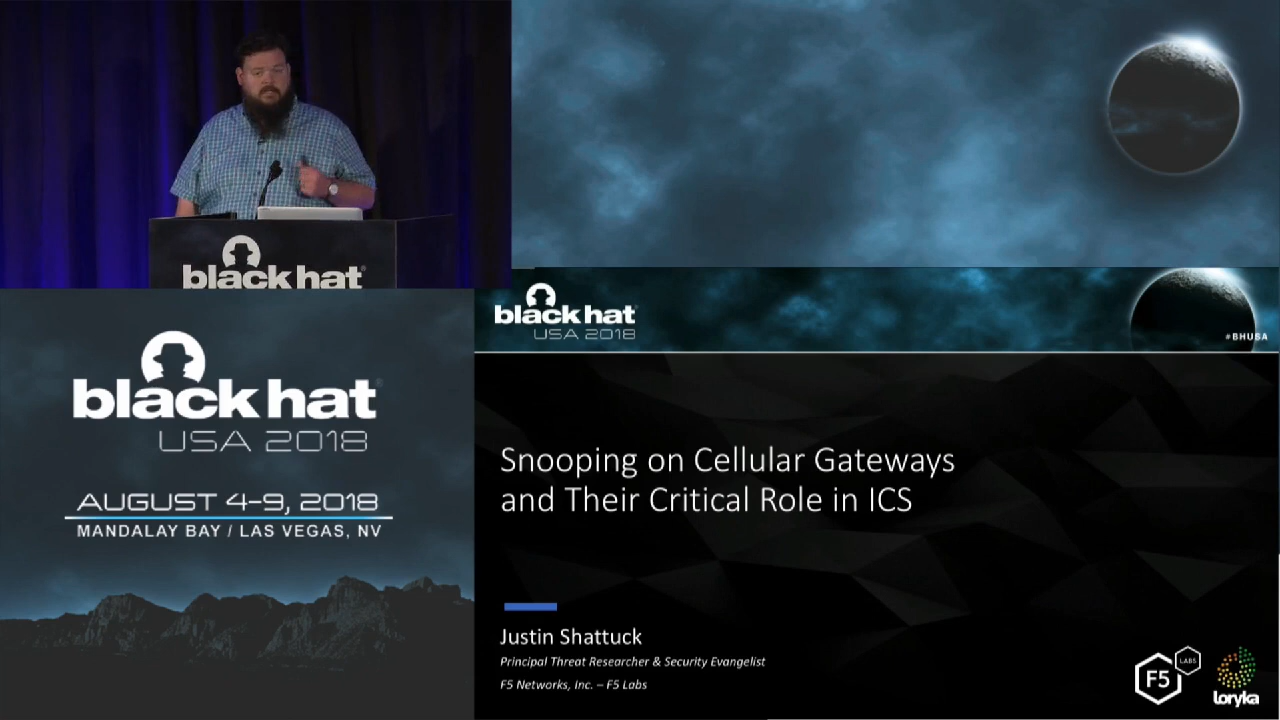 black hat
black hat
USA 2018
AUGUST 4-9, 2018
MANDALAY BAY / LAS VEGAS, NV
black hat
USA 2018
#BHUSA
Snooping on Cellular Gateways
and Their Critical Role in ICS
Justin Shattuck
Principal Threat Researcher & Security Evangelist
F5 Networks, Inc. – F5 Labs
F5
LABS
loryka